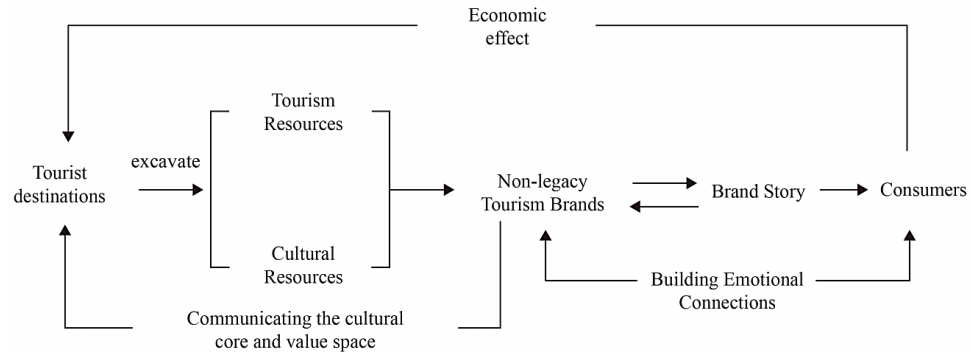 Economic
effect
Tourism
Resources
excavate
Tourist
destinations
Non-legacy
Tourism Brands
Brand Story
Consumers
Cultural
Resources
Building Emotional
Connections
Communicating the cultural
core and value space